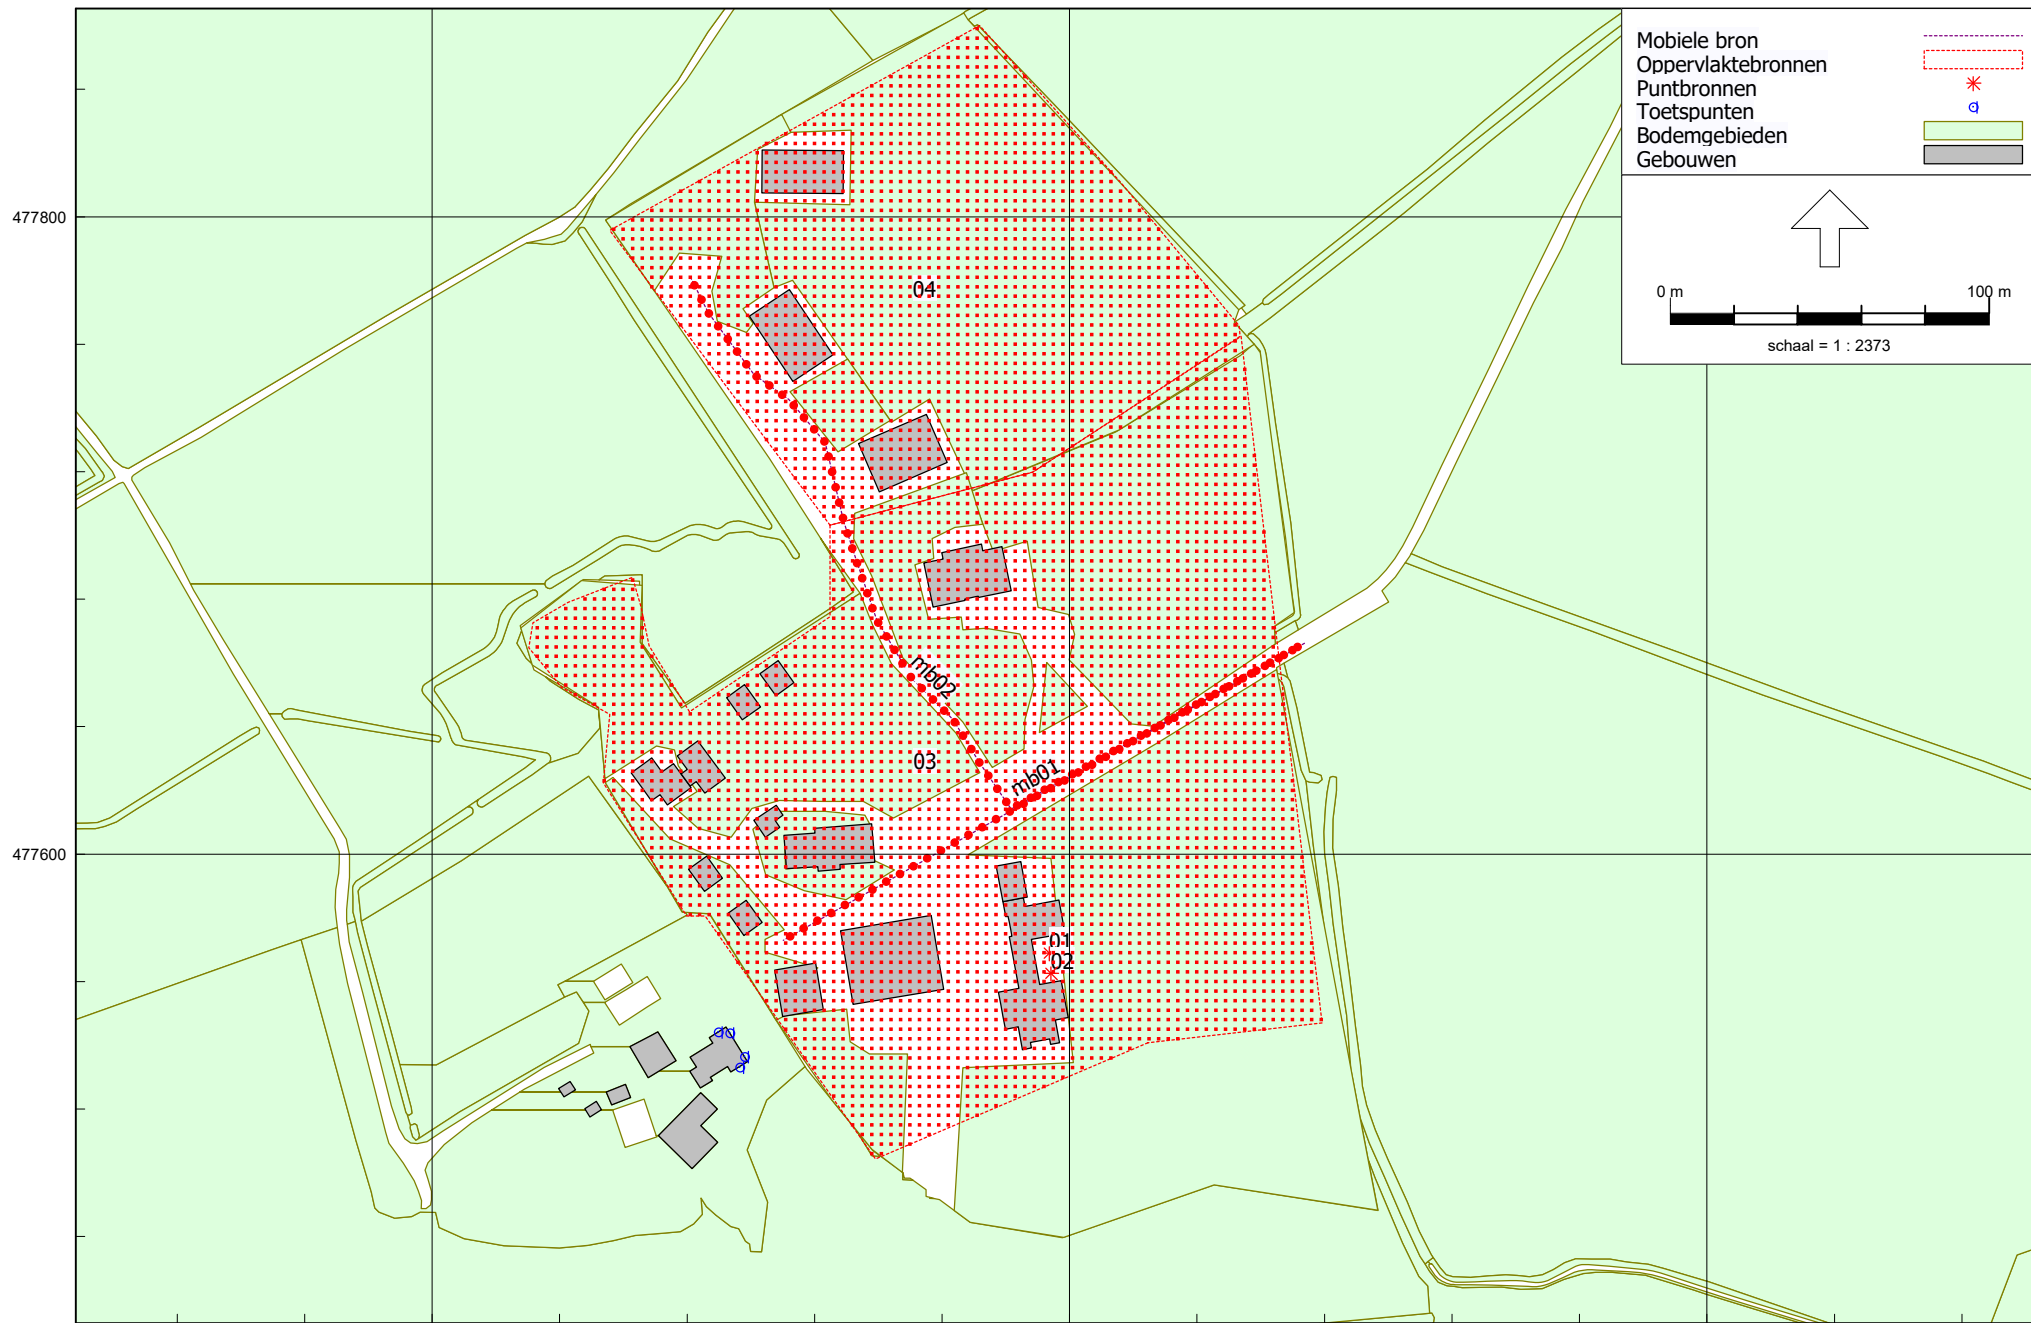 Mobiele bron
Oppervlaktebronnen
Puntbronnen
Toetspunten
Bodemgebieden
Gebouwen
0 m
100 m
schaal = 1 : 2373
477800
04
mb02
03
mb01
477600
01
02